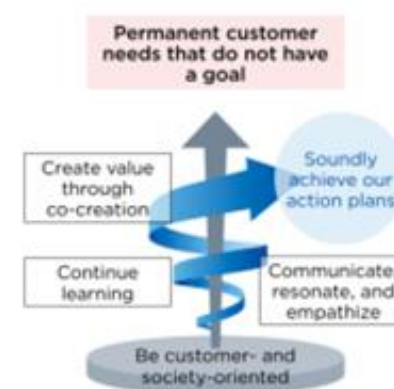 Permanent customer
needs that do not have
a goal
Create value
through
co-creation
Soundly
achieve our
action plans
Continue
learning
Communicate,
resonate, and
empathize
Be customer- and
society-oriented